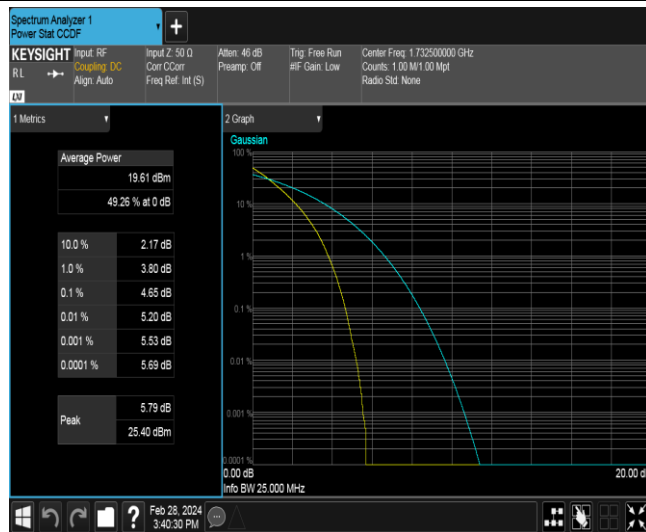 Spectrum Analyzer 1
Power Stat CCDF
+
KEYSIGHT
RL
LXI
Input: RF
Coupling: DC
Align: Auto
Input Z: 50 Ω
Corr CCorr
Freq Ref: Int (S)
Atten: 46 dB
Preamp: Off
Trig: Free Run
#IF Gain: Low
Center Freq: 1.732500000 GHz
Counts: 1.00 M/1.00 Mpt
Radio Std: None
1 Metrics
Average Power
19.61 dBm
49.26 % at 0 dB
10.0 % 2.17 dB
1.0 % 3.80 dB
0.1 % 4.65 dB
0.01 % 5.20 dB
0.001 % 5.53 dB
0.0001 % 5.69 dB
Peak
5.79 dB
25.40 dBm
2 Graph
Gaussian
100 %
10 %
1 %
0.1 %
0.01 %
0.001 %
0.0001 %
0.00 dB
20.00 d
Info BW 25.000 MHz
?
Feb 28, 2024
3:40:30 PM